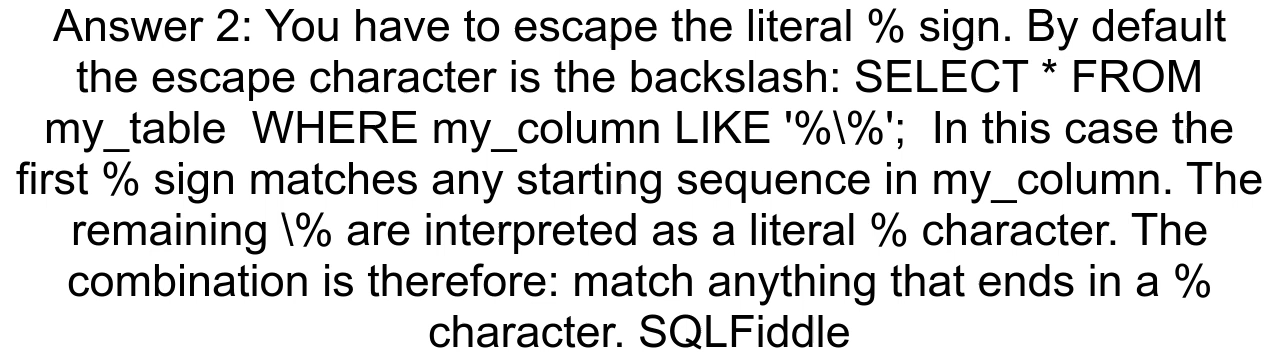 Answer 2: You have to escape the literal % sign. By default
the escape character is the backslash: SELECT * FROM
my_table  WHERE my_column LIKE '%\%';  In this case the
first % sign matches any starting sequence in my_column. The
remaining \% are interpreted as a literal % character. The
combination is therefore: match anything that ends in a %
character. SQLFiddle